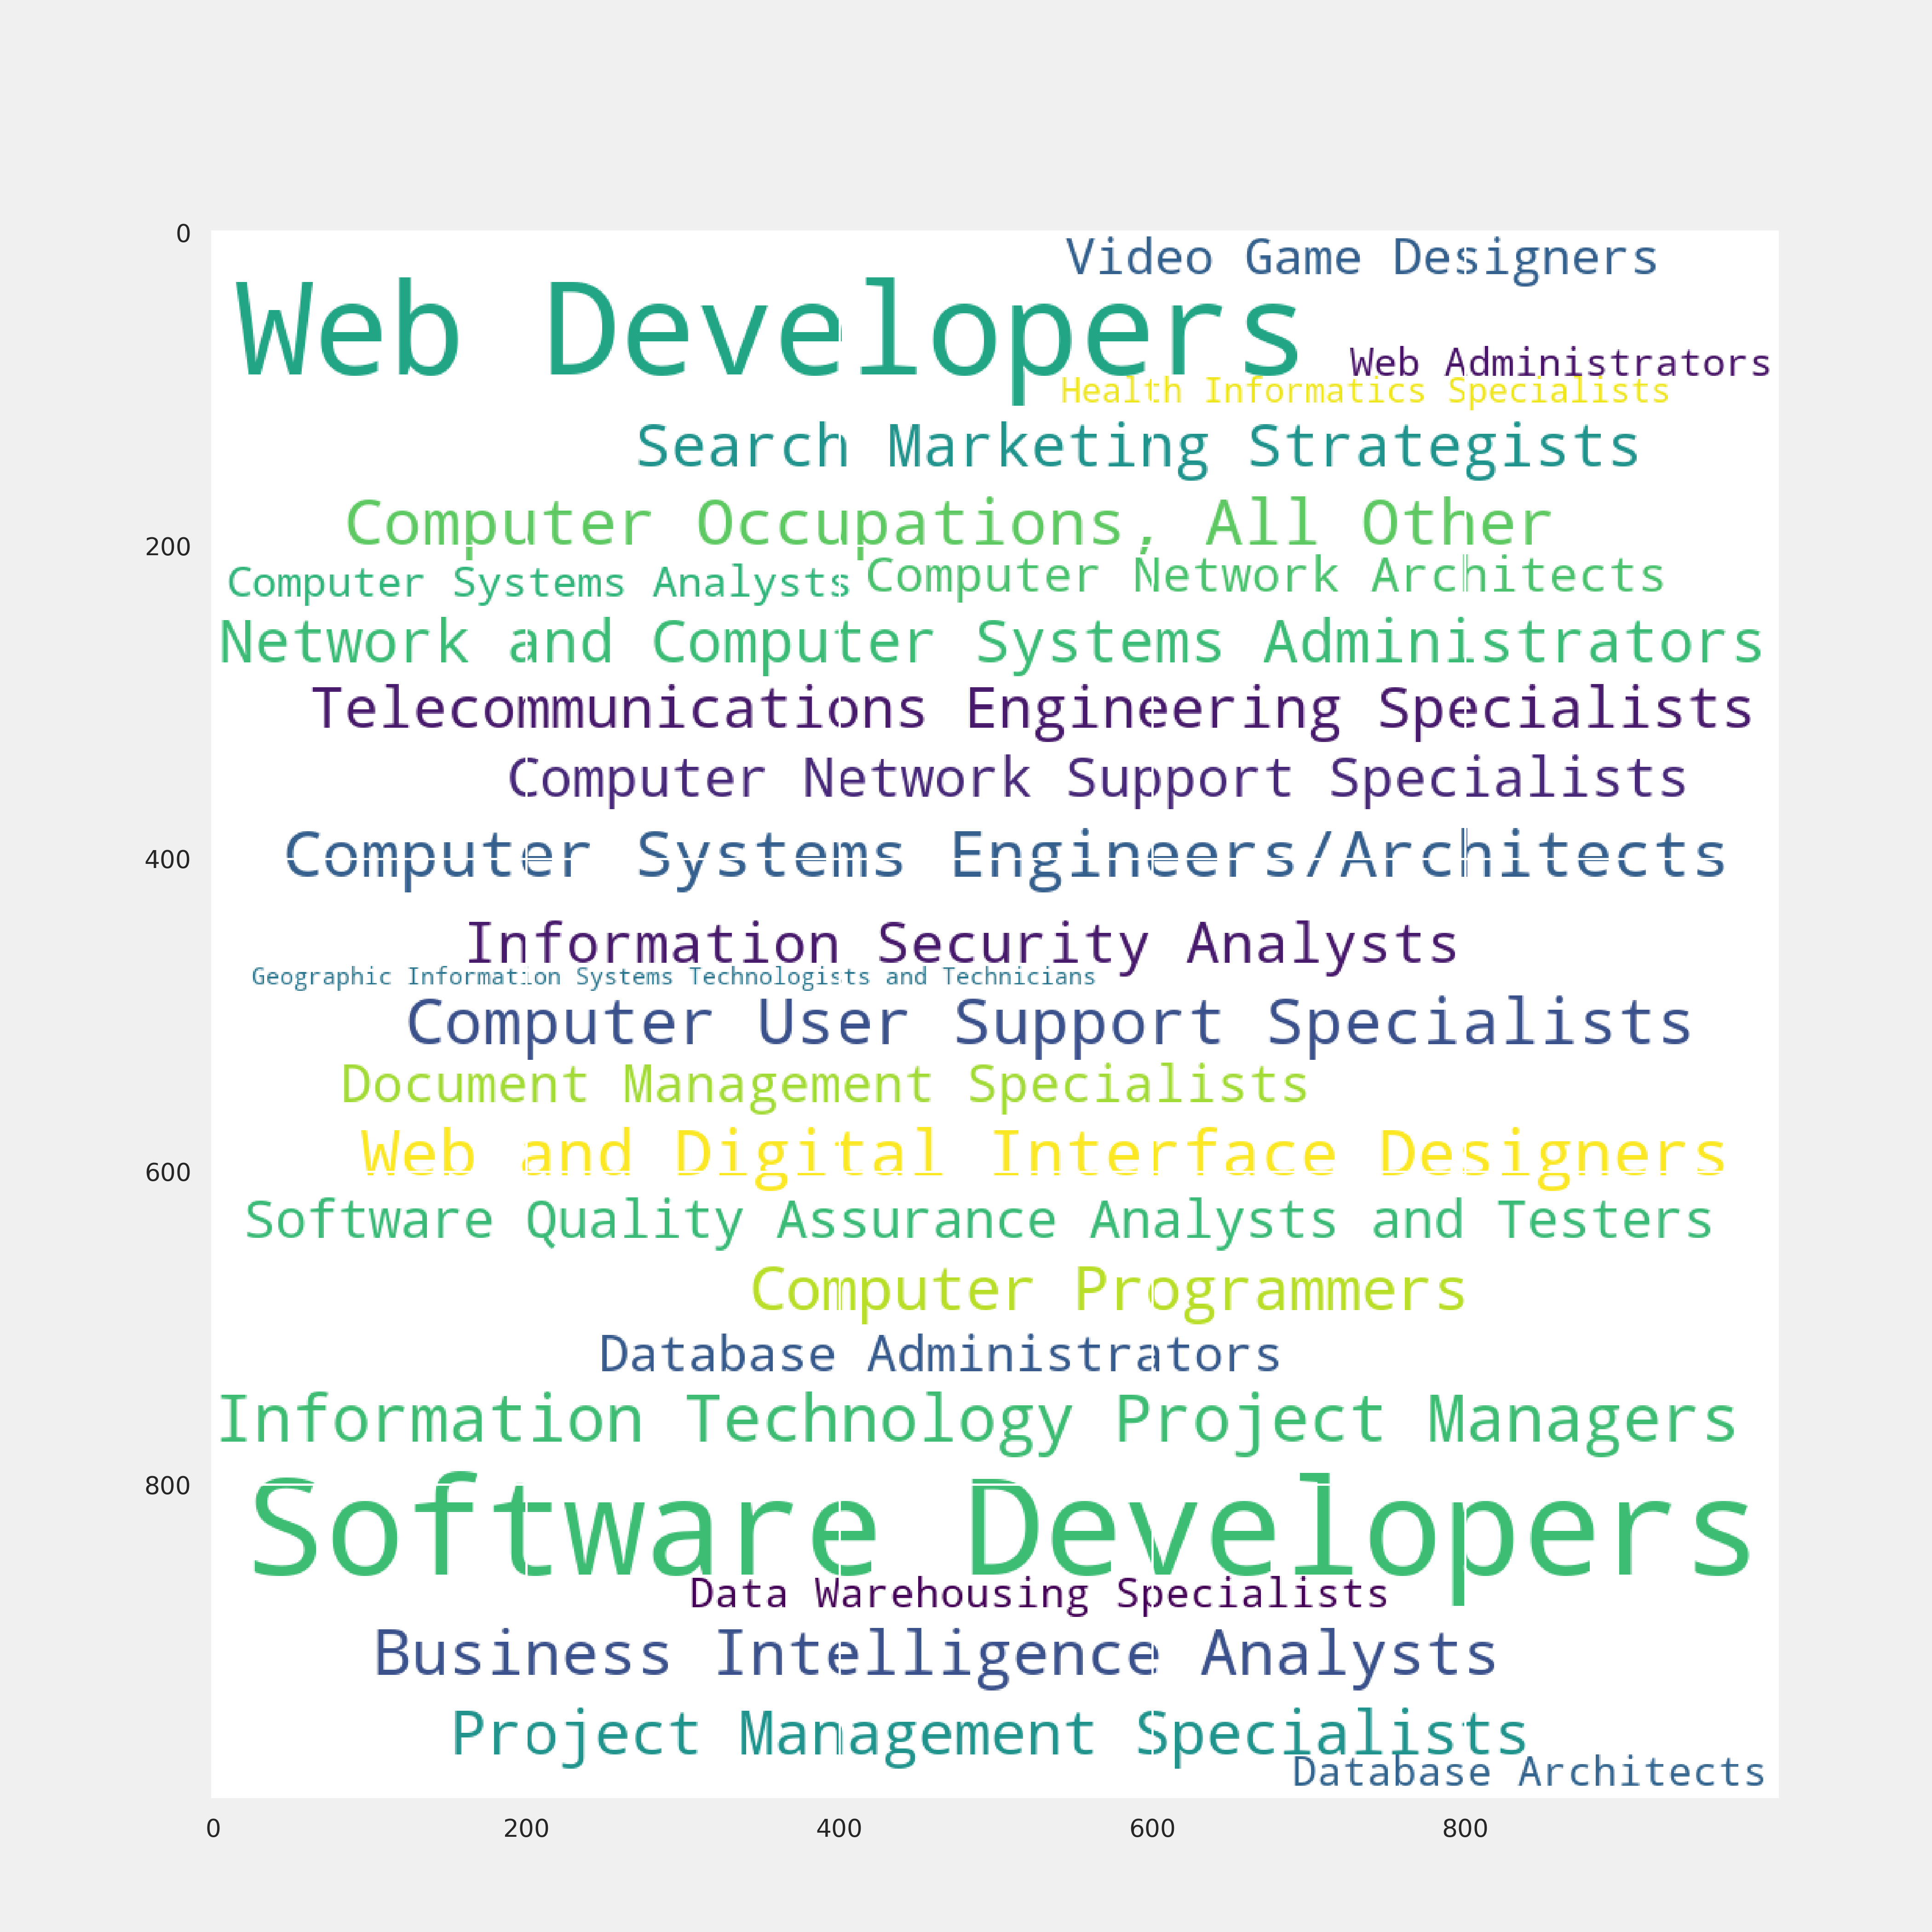 0
Video Game Designers
Web Developers
Web Administrators
Health Informatics Specialists
Search Marketing Strategists
Computer Occupations, All Other
200
Computer Systems Analysts
Computer Network Architects
Network and Computer Systems Administrators
Telecommunications Engineering Specialists
Computer Network Support Specialists
400
Computer Systems Engineers/Architects
Information Security Analysts
Geographic Information Systems Technologists and Technicians
Computer User Support Specialists
Document Management Specialists
Web and Digital Interface Designers
600
Software Quality Assurance Analysts and Testers
Computer Programmers
Database Administrators
Information Technology Project Managers
800
Software Developers
Data Warehousing Specialists
Business Intelligence Analysts
Project Management Specialists
Database Architects
0 200 400 600 800